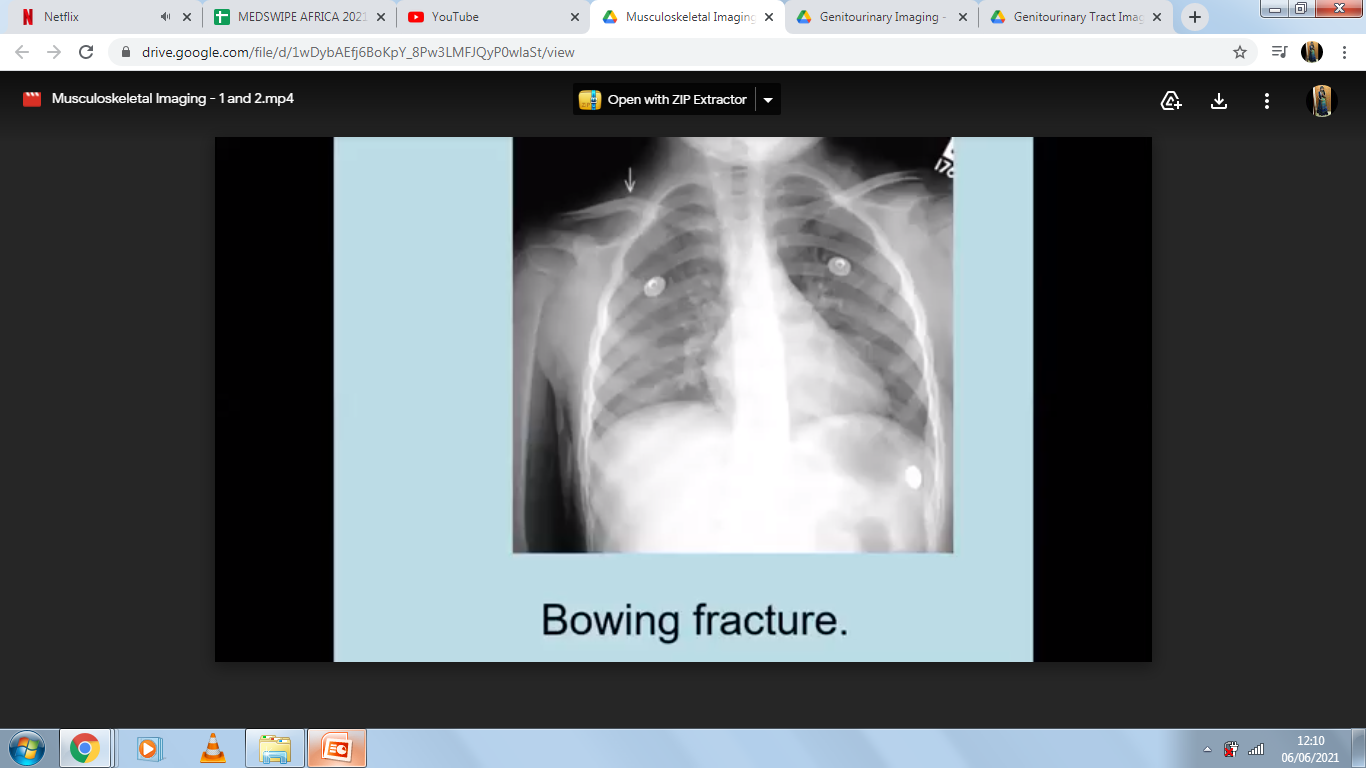 Netflix
MEDSWIPE AFRICA 2021
YouTube
Musculoskeletal Imaging
Genitourinary Imaging -
Genitourinary Tract Imag
drive.google.com/file/d/1wDybAEfj6BoKpY_8Pw3LMFJQyP0wlaSt/view
Musculoskeletal Imaging - 1 and 2.mp4
Open with ZIP Extractor
Bowing fracture.
12:10
06/06/2021